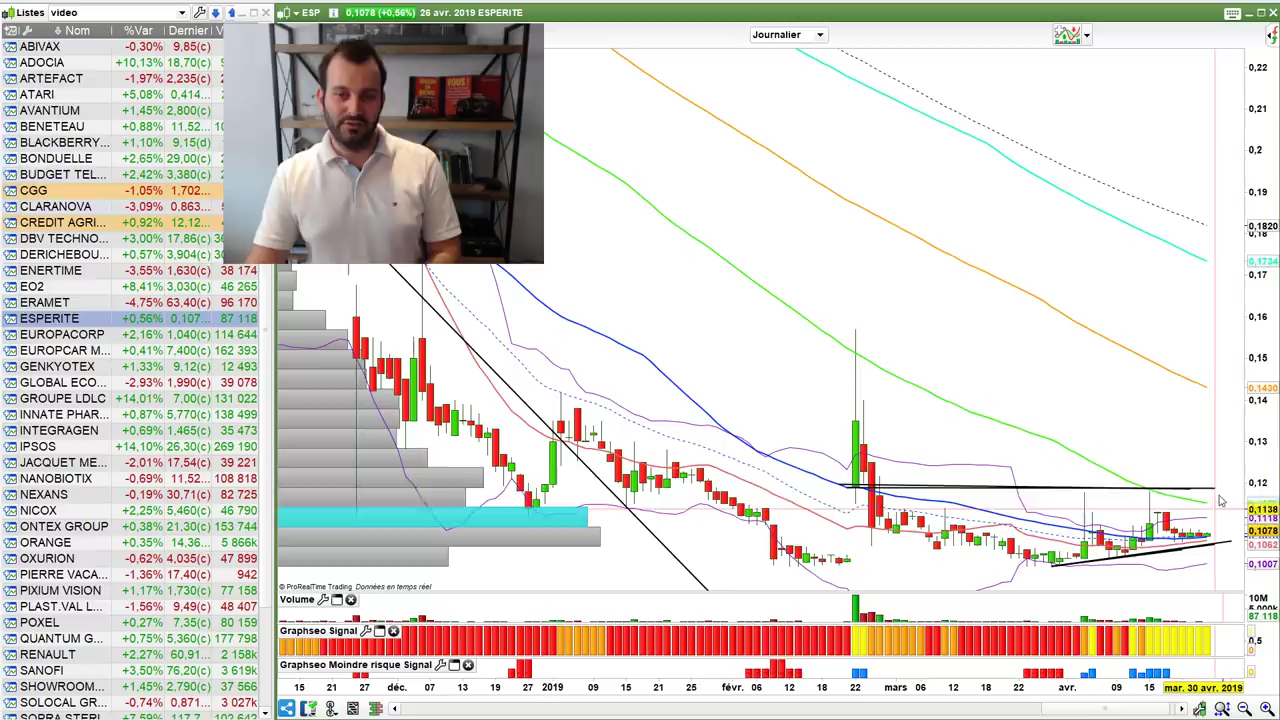 Listes video
ESP 0,1078 (+0,56%) 26 avr. 2019 ESPERITE
Nom %Var Dernier V
Journalier
ABIVAX -0,30% 9,85(c)
ADOCIA +10,13% 18,70(c)
ARTEFACT -1,97% 2,235(c)
ATARI +5,08% 0,414...
AVANTIUM +1,45% 2,800(c)
BENETEAU +0,88% 11,52... 10
BLACKBERRY... +1,10% 9,15(d)
BONDUELLE +2,65% 29,00(c)
BUDGET TEL... +2,42% 3,380(c)
CGG -1,05% 1,702...
CLARANOVA -3,09% 0,863...
CREDIT AGRI... +0,92% 12,12...
DBV TECHNO... +3,00% 17,86(c) 36
DERICHEBOU... +0,57% 3,904(c)
ENERTIME -3,55% 1,630(c) 38 174
EO2 +8,41% 3,030(c) 46 265
ERAMET -4,75% 63,40(c) 96 170
ESPERITE +0,56% 0,107... 87 118
EUROPACORP +2,16% 1,040(c) 114 644
EUROPCAR M... +0,41% 7,400(c) 162 393
GENKYOTEX +1,33% 9,12(c) 12 493
GLOBAL ECO... -2,93% 1,990(c) 39 078
GROUPE LDLC +14,01% 7,00(c) 131 022
INNATE PHAR... +0,87% 5,770(c) 138 499
INTEGRAGEN +0,69% 1,465(c) 35 473
IPSOS +14,10% 26,30(c) 269 190
JACQUET ME... -2,01% 17,54(c) 39 221
NANOBIOTIX -0,69% 11,52... 108 818
NEXANS -0,19% 30,71(c) 82 725
NICOX +2,25% 5,460(c) 46 790
ONTEX GROUP +0,38% 21,30(c) 153 744
ORANGE +0,35% 14,36... 5 866k
OXURION -0,62% 4,035(c) 47 899
PIERRE VACA... -1,36% 17,40(c) 942
PIXIUM VISION +1,17% 1,730(c) 77 158
PLAST.VAL L... -1,56% 9,49(c) 48 407
POXEL +0,27% 7,35(c) 80 159
QUANTUM G... +0,75% 5,360(c) 177 798
RENAULT +2,27% 60,91... 2 158k
SANOFI +3,50% 76,20(c) 3 619k
SHOWROOM... +1,45% 2,790(c) 37 566
SOLOCAL GR... -0,74% 0,871... 3 027k
0,22
0,21
0,2
0,19
0,1820
0,18
0,1734
0,17
0,16
0,15
0,1430
0,14
0,13
0,12
0,1138
0,1118
0,1078
0,1062
0,1007
© ProRealTime Trading Données en temps réel
Volume
10M
87 118
Graphseo Signal
0,5
0
Graphseo Moindre risque Signal
0
15 21 27 déc. 07 13 19 27 2019 09 15 21 25 févr. 06 12 18 22 mars 06 12 18 22 avr. 09 15 mar. 30 avr. 2019